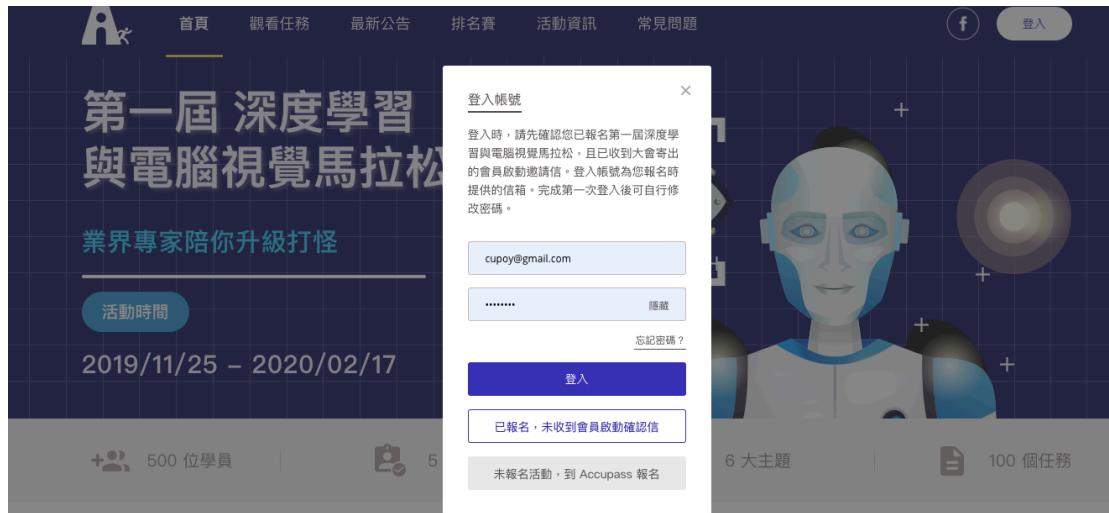 首頁
觀看任務
最新公告
排名賽
活動資訊
常見問題
登入
第一屆 深度學習
與電腦視覺馬拉松
業界專家陪你升級打怪
活動時間
2019/11/25 – 2020/02/17
登入帳號
登入時，請先確認您已報名第一屆深度學
習與電腦視覺馬拉松，且已收到大會寄出
的會員啟動邀請信。登入帳號為您報名時
提供的信箱。完成第一次登入後可自行修
改密碼。
cupoy@gmail.com
隱藏
忘記密碼？
登入
已報名，未收到會員啟動確認信
未報名活動，到 Accupass 報名
500 位學員
5
6 大主題
100 個任務